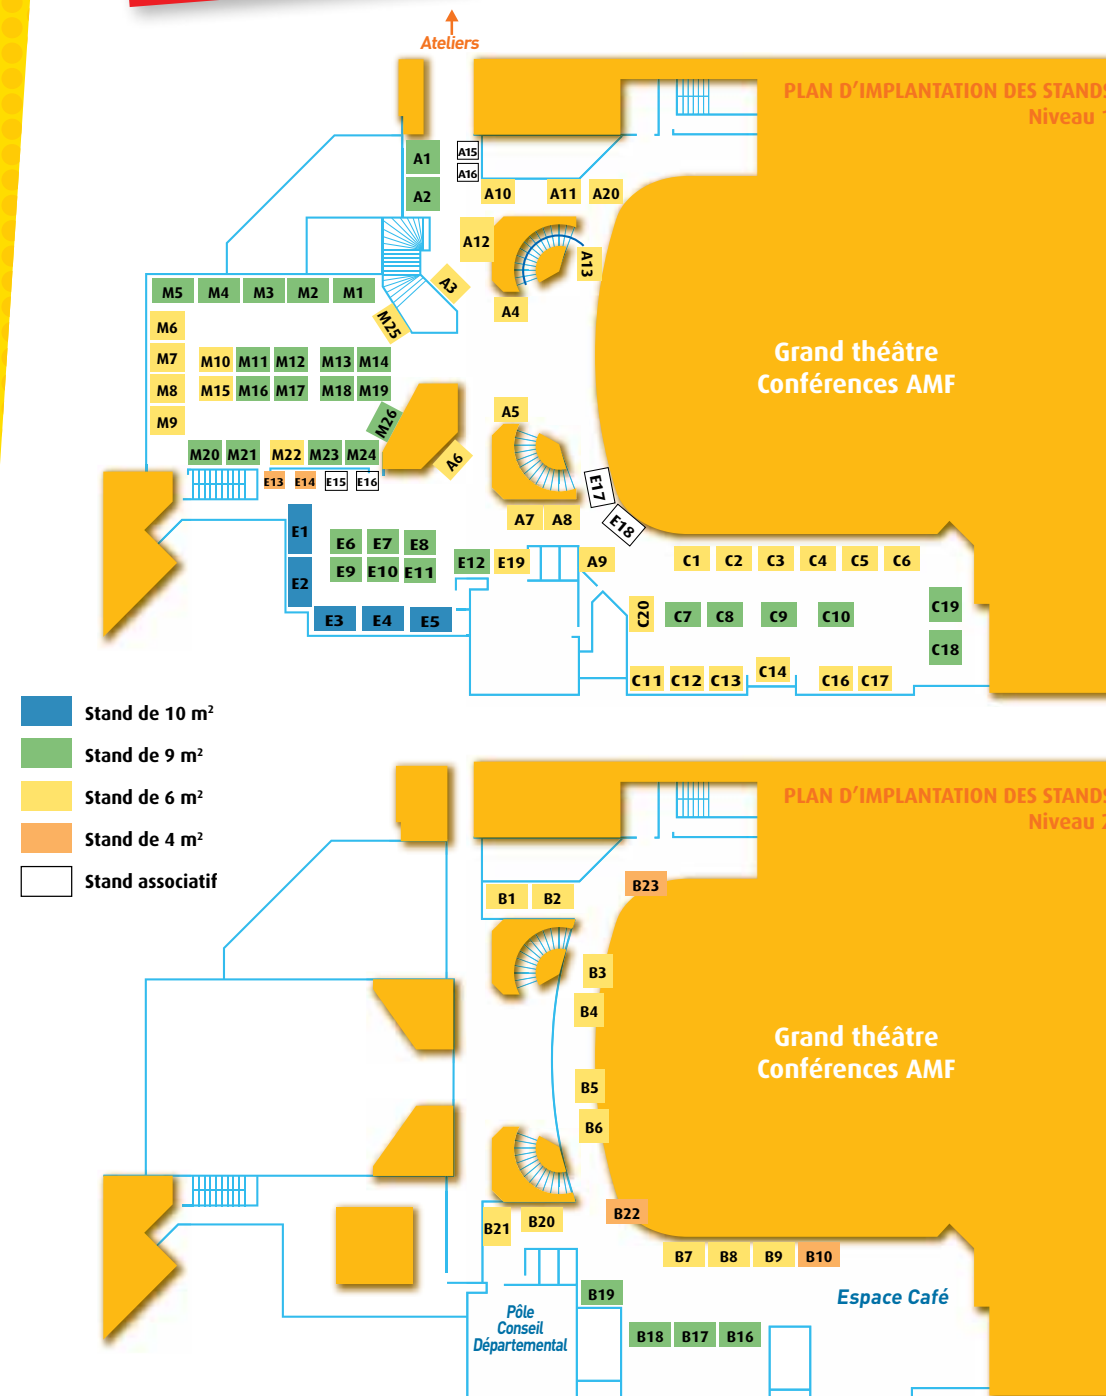 Ateliers
PLAN D'IMPLANTATION DES STANDS
Niveau 1
A1
A15
A16
A2
A10
A11
A20
A12
A13
A3
A4
M5 M4 M3 M2 M1
M25
M6
M7
M8
M9
M10 M11 M12 M13 M14
M15 M16 M17 M18 M19
M26
M20 M21 M22 M23 M24
E13 E14 E15 E16
A5
A6
Grand théâtre
Conférences AMF
E17
E18
A7 A8
E1
E2
E6 E7 E8
E9 E10 E11
E12 E19
A9
E3 E4 E5
C1 C2 C3 C4 C5 C6
C20
C7 C8 C9 C10
C19
C18
C11 C12 C13 C14 C16 C17
Stand de 10 m²
Stand de 9 m²
Stand de 6 m²
Stand de 4 m²
Stand associatif
PLAN D'IMPLANTATION DES STANDS
Niveau 2
B1 B2
B23
B3
B4
B5
B6
Grand théâtre
Conférences AMF
B22
B21
B20
B7 B8 B9 B10
B19
Espace Café
Pôle
Conseil
Départemental
B18 B17 B16